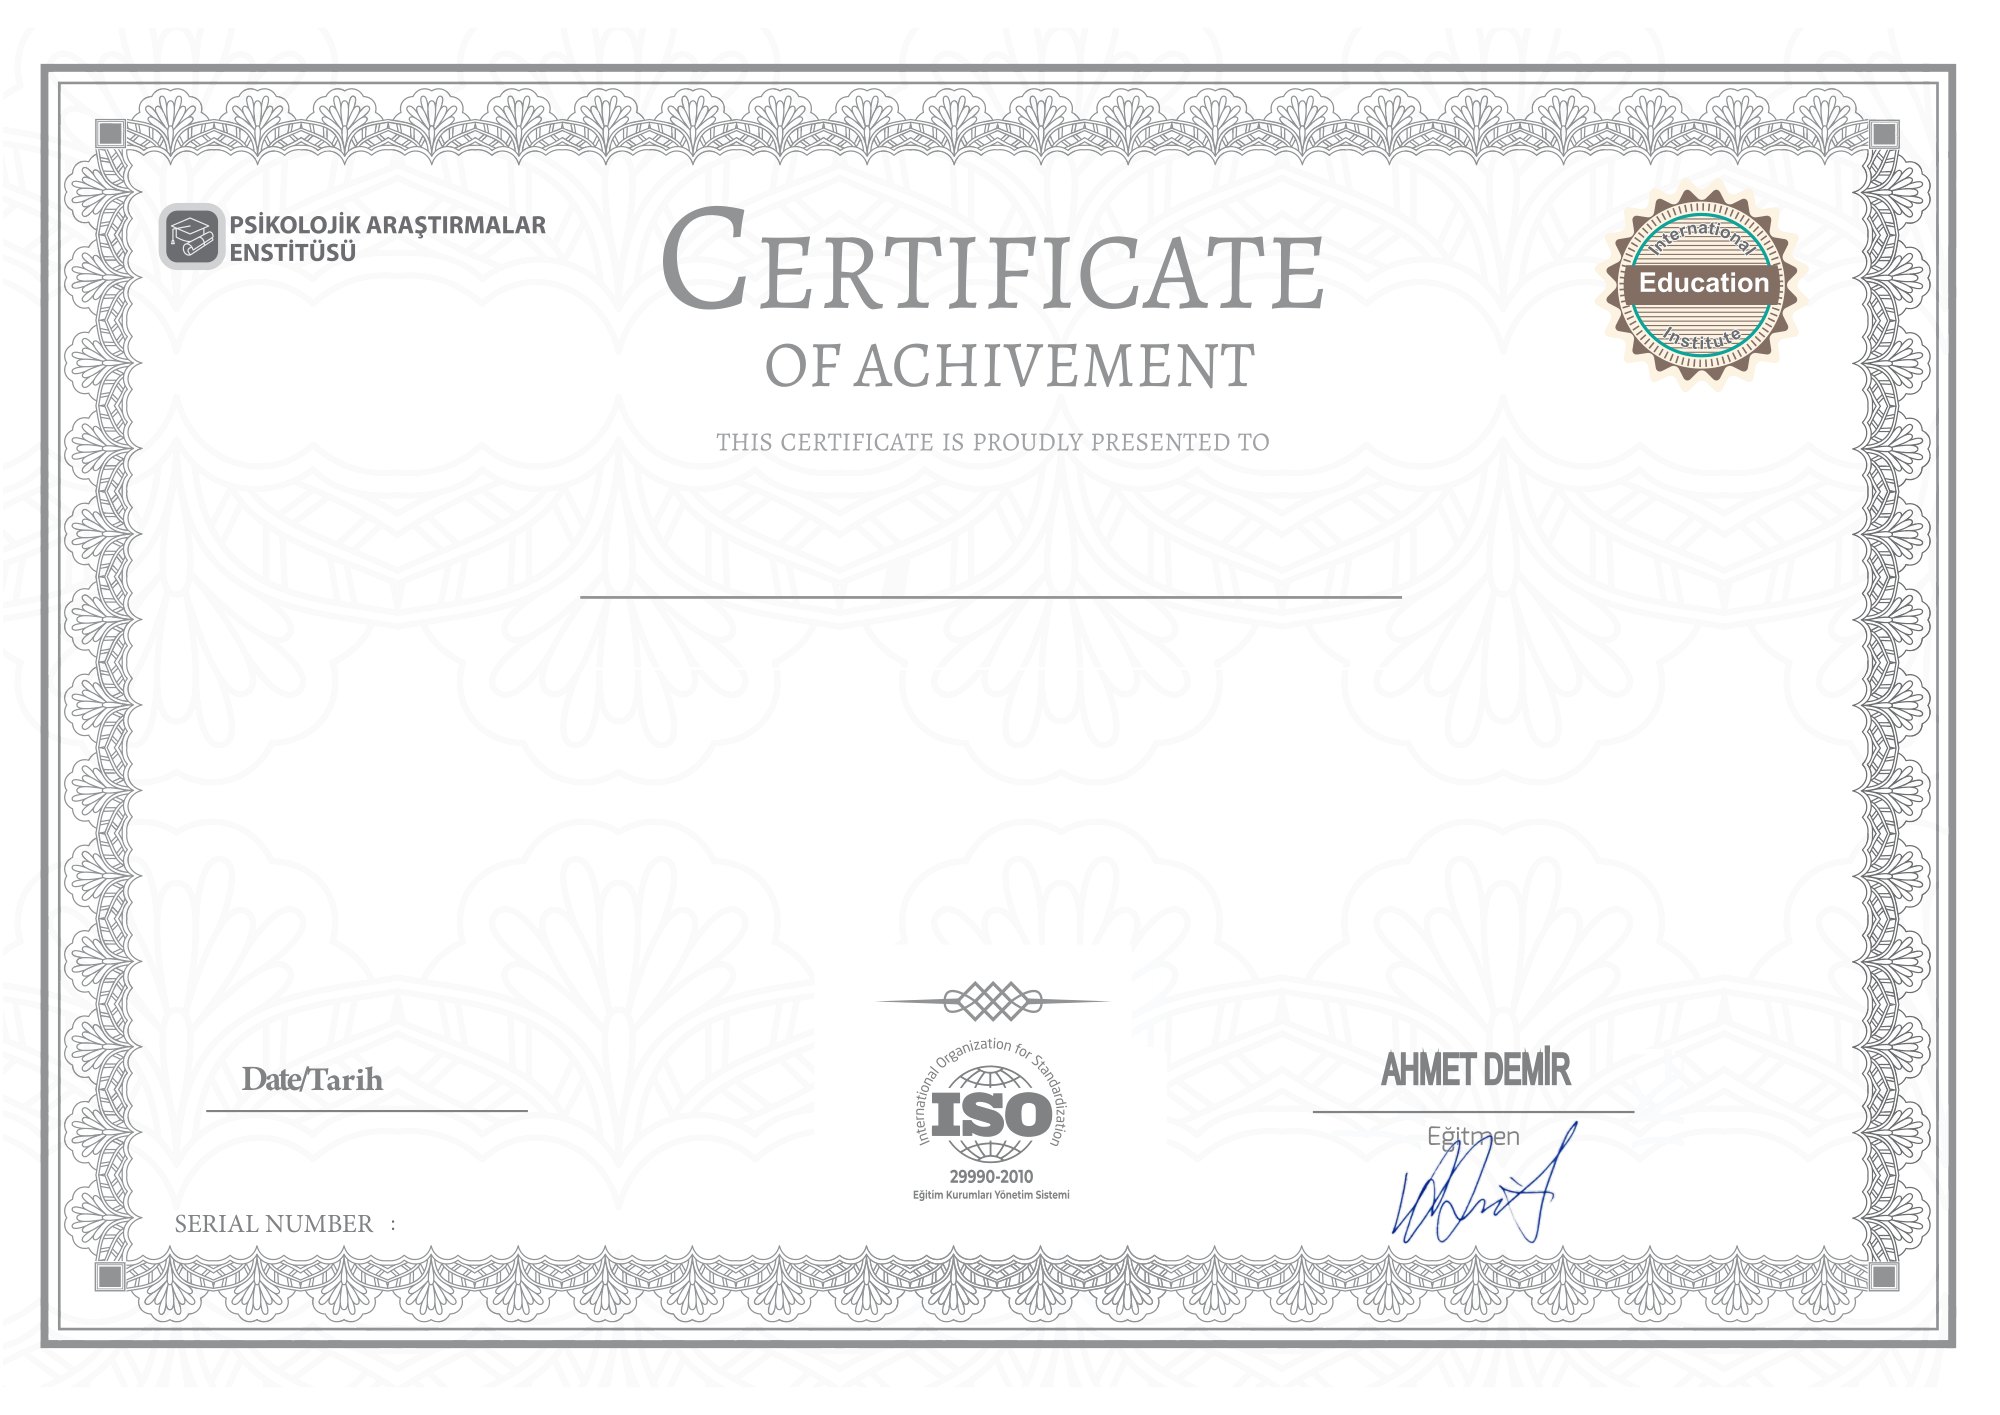 PSİKOLOJİK ARAŞTIRMALAR
ENSTİTÜSÜ
CERTIFICATE
OF ACHIVEMENT
International
Education
Institute
THIS CERTIFICATE IS PROUDLY PRESENTED TO
Date/Tarih
International Organization for Standardization
ISO
29990-2010
Eğitim Kurumları Yönetim Sistemi
AHMET DEMİR
Eğitmen
SERIAL NUMBER :